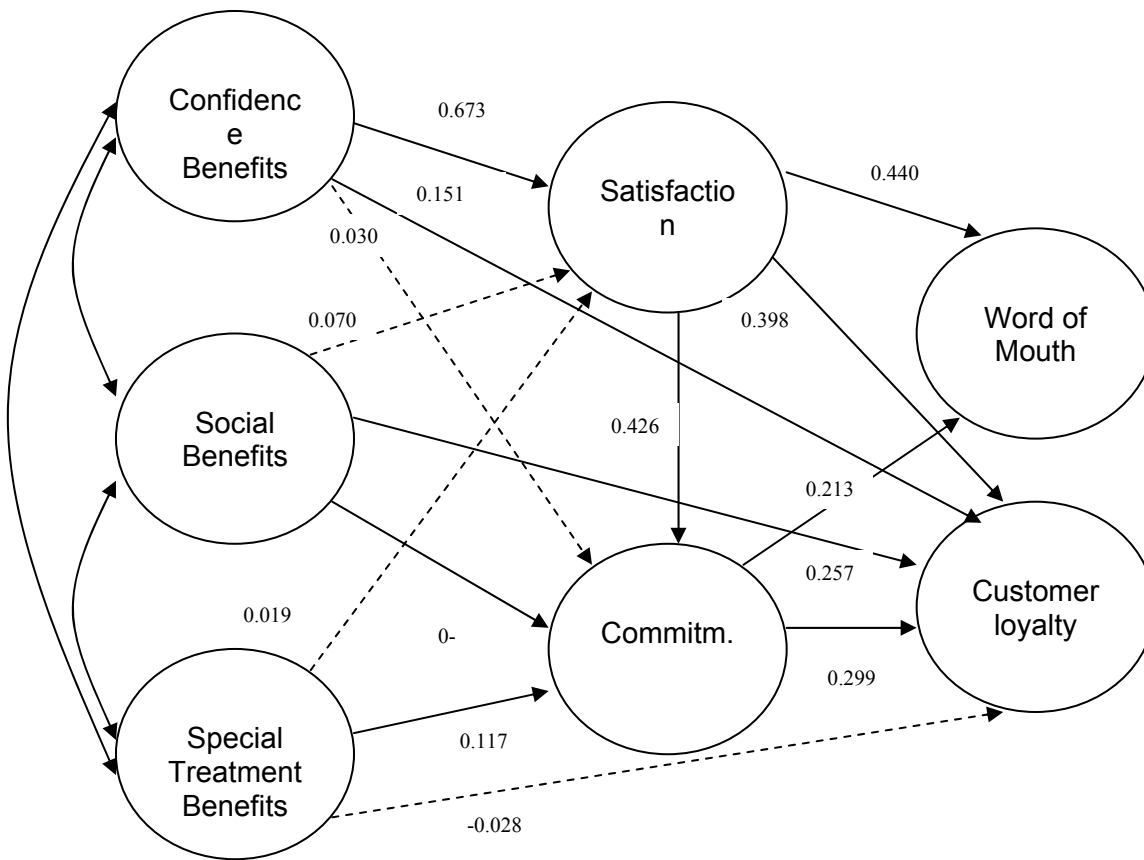 Confidenc
e
Benefits
0.673
0.151
0.030
Satisfactio
n
0.440
Word of
Mouth
0.070
0.398
Social
Benefits
0.426
0.213
0.257
0.019
0-
Commitm.
Customer
loyalty
0.299
0.117
Special
Treatment
Benefits
-0.028